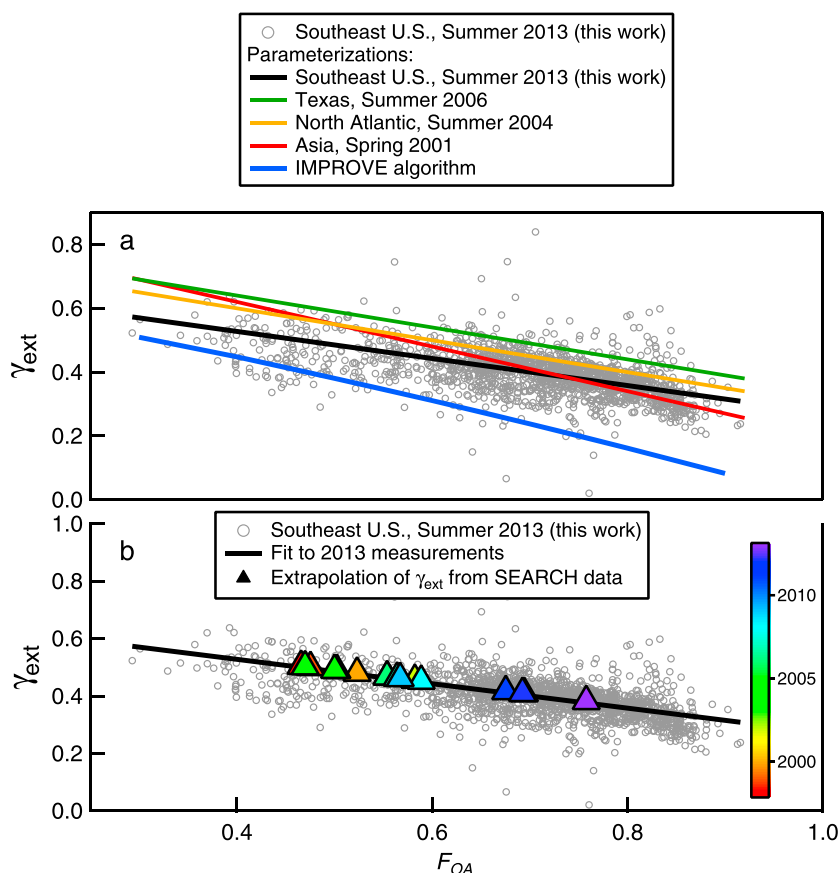 Southeast U.S., Summer 2013 (this work)
Parameterizations:
Southeast U.S., Summer 2013 (this work)
Texas, Summer 2006
North Atlantic, Summer 2004
Asia, Spring 2001
IMPROVE algorithm
a
0.8
0.6
0.4
0.2
0.0
γext
b
Southeast U.S., Summer 2013 (this work)
Fit to 2013 measurements
Extrapolation of γext from SEARCH data
1.0
0.8
0.6
0.4
0.2
0.0
γext
2010
2005
2000
0.4 0.6 0.8 1.0
FOA